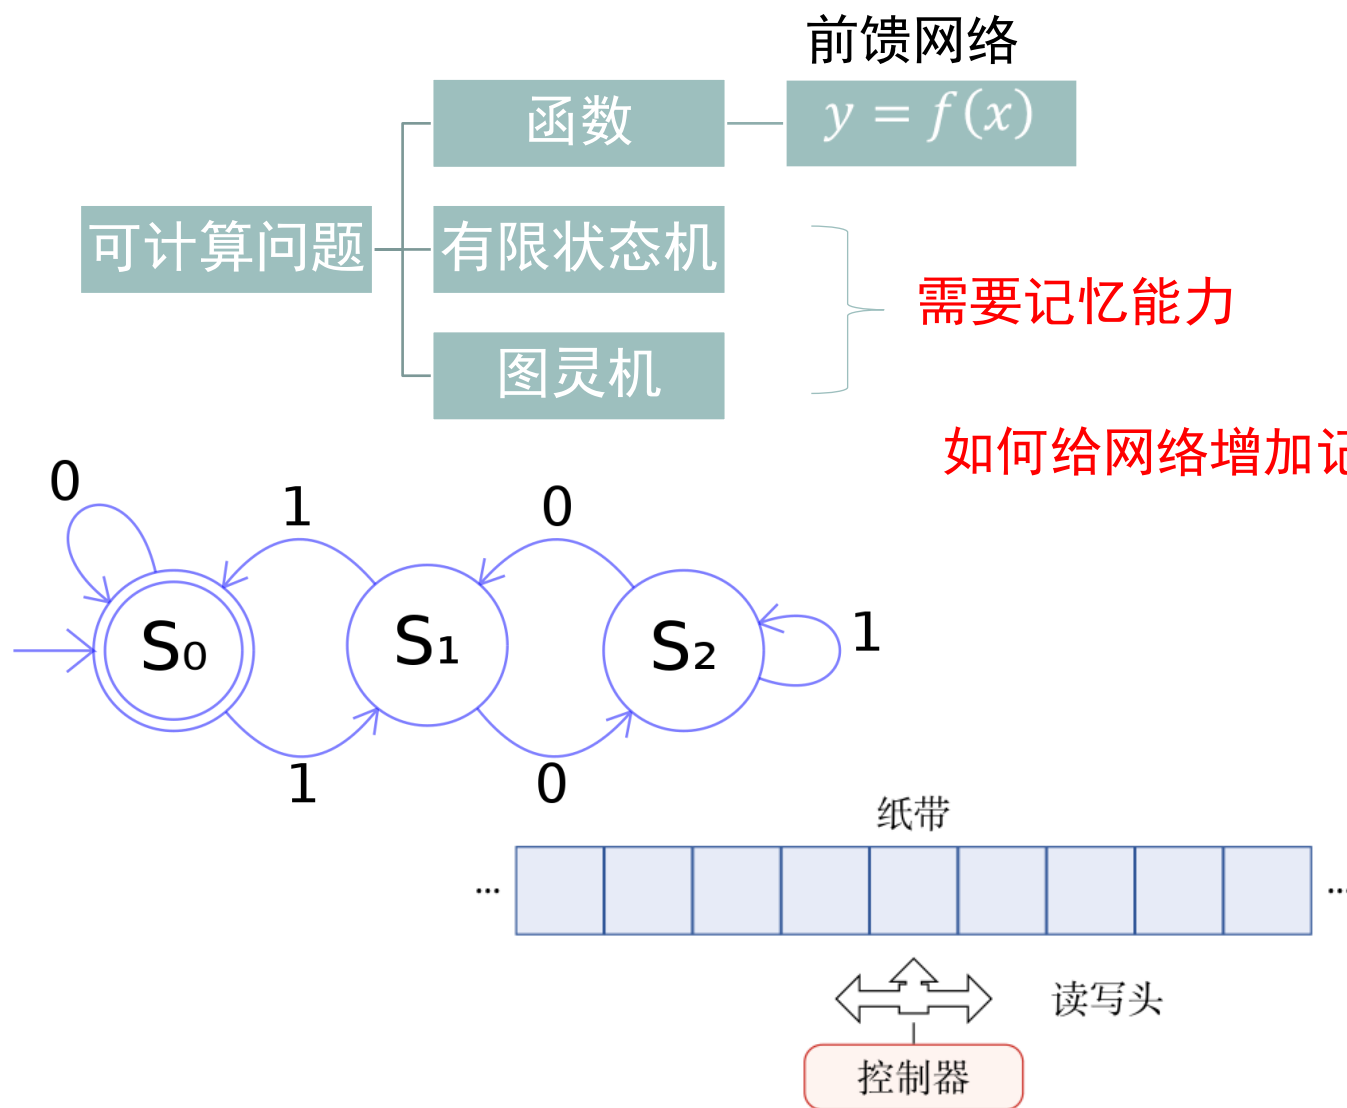 前馈网络
函数
y = f(x)
可计算问题
有限状态机
需要记忆能力
图灵机
如何给网络增加
0
1
0
S₀
S₁
S₂
1
1
0
纸带
...
...
读写头
控制器